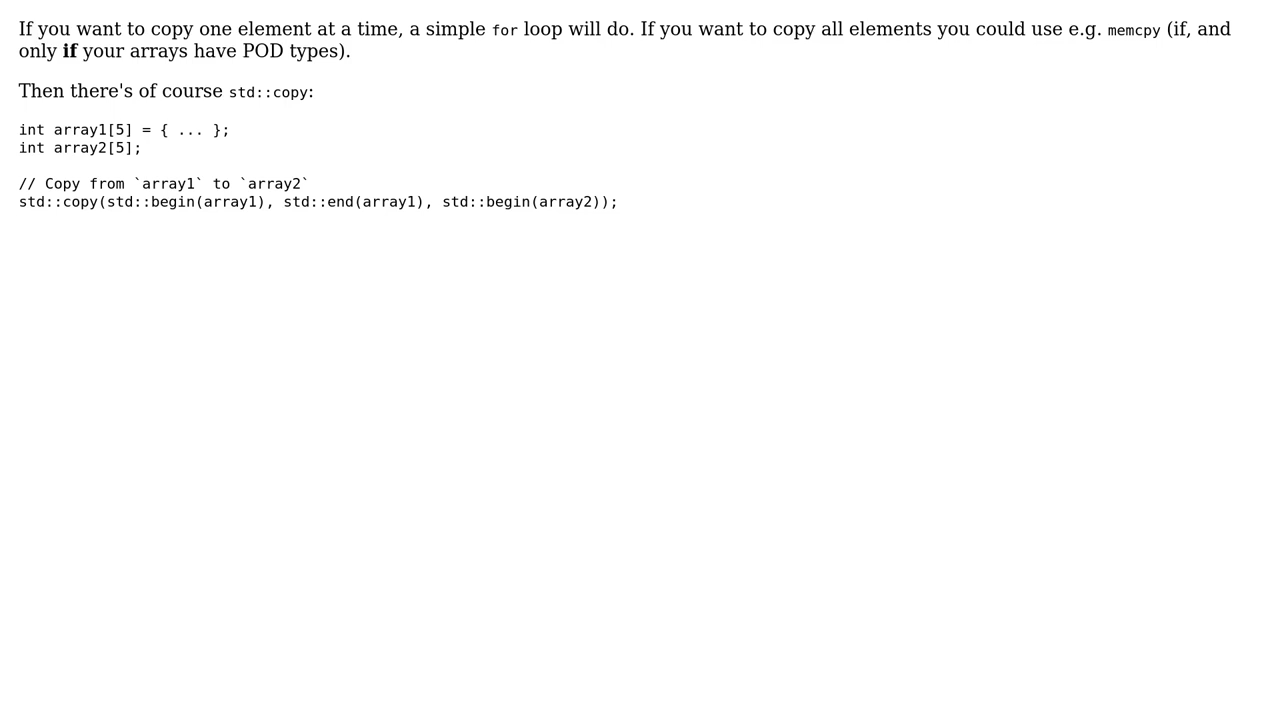 If you want to copy one element at a time, a simple for loop will do. If you want to copy all elements you could use e.g. memcpy (if, and
only if your arrays have POD types).
Then there's of course std::copy:
int array1[5] = { ... };
int array2[5];
// Copy from `array1` to `array2`
std::copy(std::begin(array1), std::end(array1), std::begin(array2));